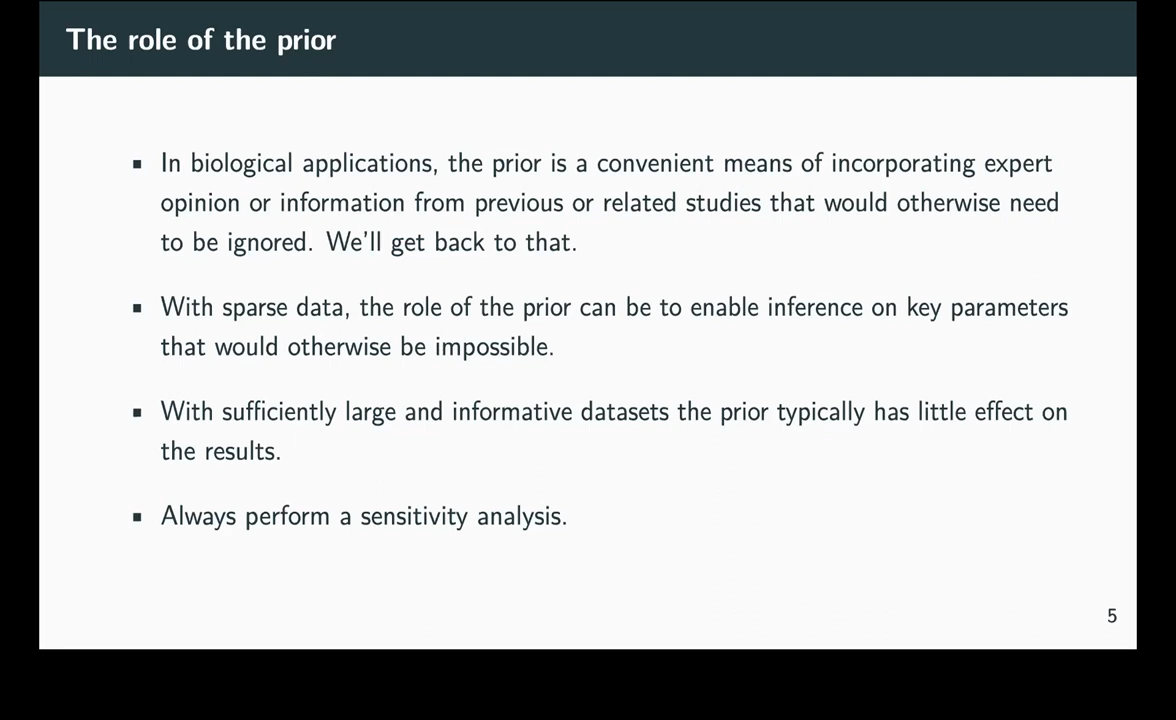 The role of the prior
▪ In biological applications, the prior is a convenient means of incorporating expert
opinion or information from previous or related studies that would otherwise need
to be ignored. We'll get back to that.
▪ With sparse data, the role of the prior can be to enable inference on key parameters
that would otherwise be impossible.
▪ With sufficiently large and informative datasets the prior typically has little effect on
the results.
▪ Always perform a sensitivity analysis.
5